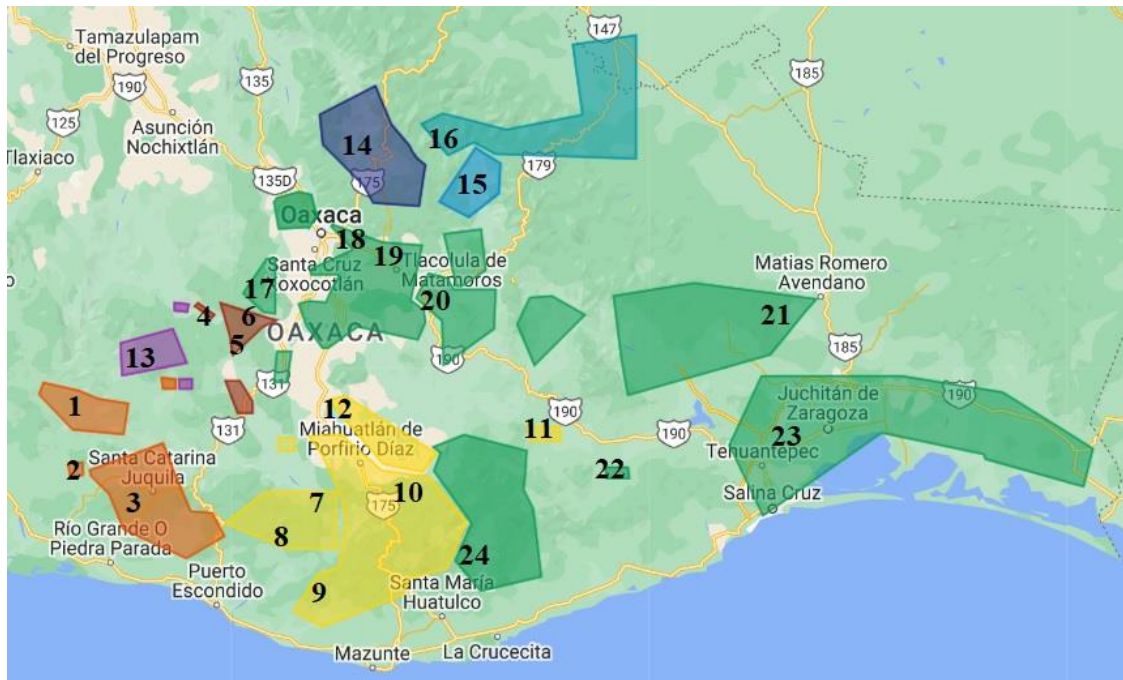 147
Tamazulapam
del Progreso
190
135
185
125
Asunción
Nochixtlán
14
16
Tlaxiaco
179
135D
175
15
Oaxaca
18
19
Santa Cruz
Xoxocotlán
Tlacolula de
Matamoros
Matias Romero
Avendano
17
20
4
6
21
5
OAXACA
13
190
185
131
1
Juchitán de
Zaragoza
190
12
190
11
131
Miahuatlán de
Porfirio Díaz
190
23
Tehuantepec
Santa Catarina
Juquila
2
22
3
7
10
175
Salina Cruz
Río Grande O
Piedra Parada
8
24
Puerto
Escondido
9
Santa María
Huatulco
Mazunte
La Crucecita